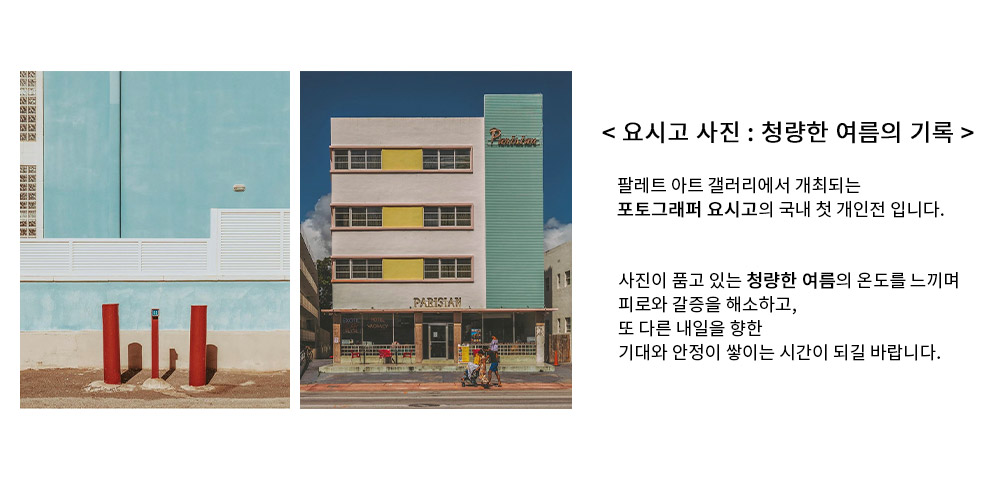 Parisian
PARISIAN
< 요시고 사진 : 청량한 여름의 기록 >
팔레트 아트 갤러리에서 개최되는
포토그래퍼 요시고의 국내 첫 개인전 입니다.
사진이 품고 있는 청량한 여름의 온도를 느끼며
피로와 갈증을 해소하고,
또 다른 내일을 향한
기대와 안정이 쌓이는 시간이 되길 바랍니다.